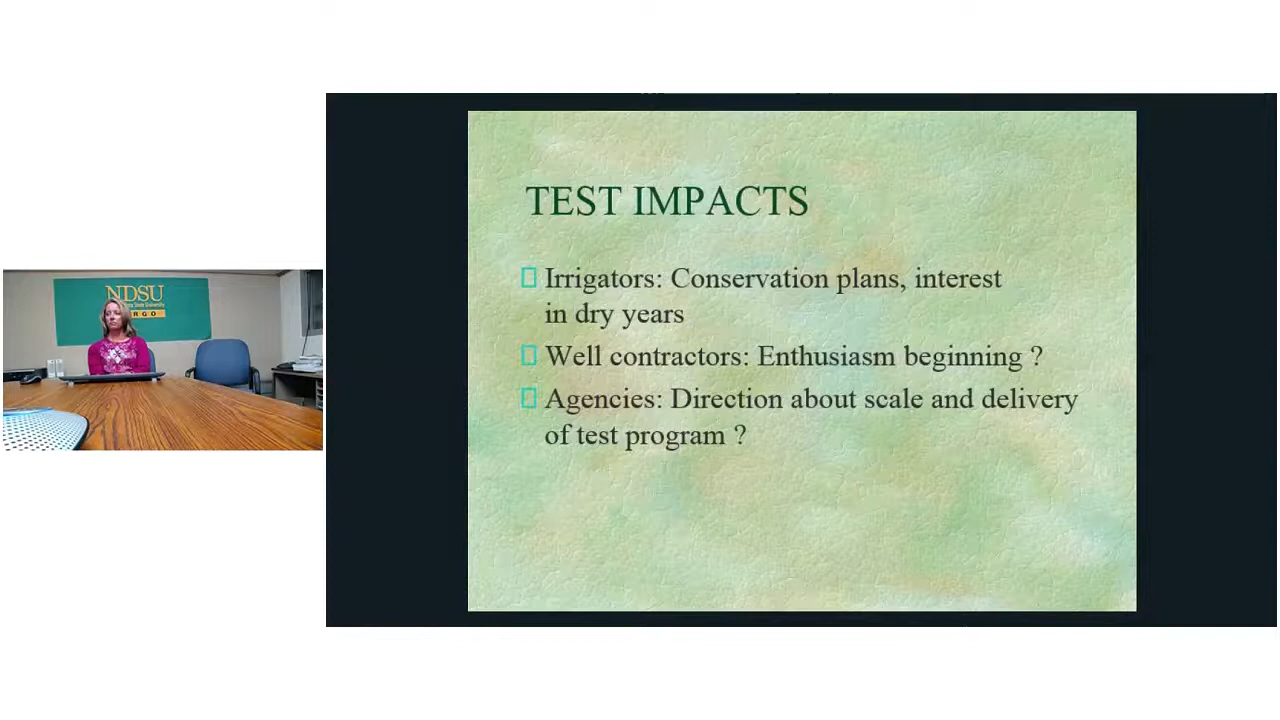 NDSU
RGO
TEST IMPACTS
Irrigators: Conservation plans, interest
in dry years
Well contractors: Enthusiasm beginning ?
Agencies: Direction about scale and delivery
of test program ?